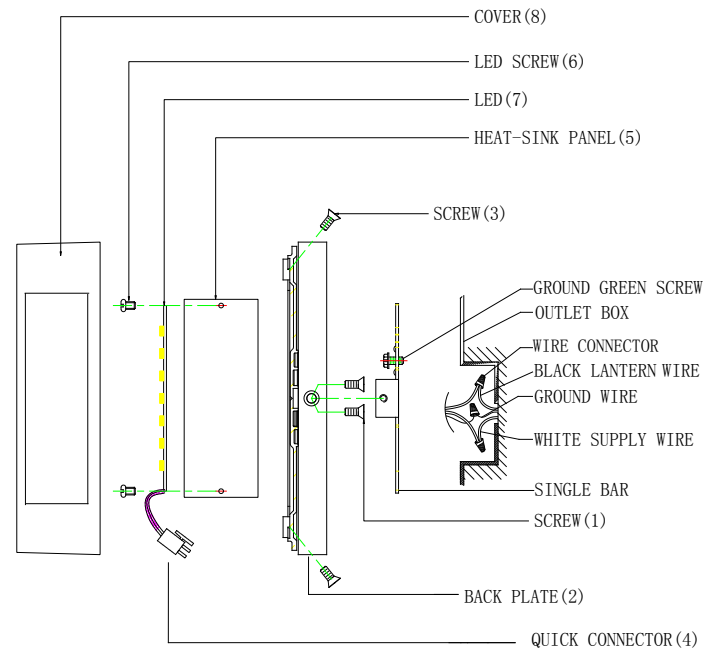 COVER(8)
LED SCREW(6)
LED(7)
HEAT-SINK PANEL(5)
SCREW(3)
GROUND GREEN SCREW
OUTLET BOX
WIRE CONNECTOR
BLACK LANTERN WIRE
GROUND WIRE
WHITE SUPPLY WIRE
SINGLE BAR
SCREW(1)
BACK PLATE(2)
QUICK CONNECTOR(4)